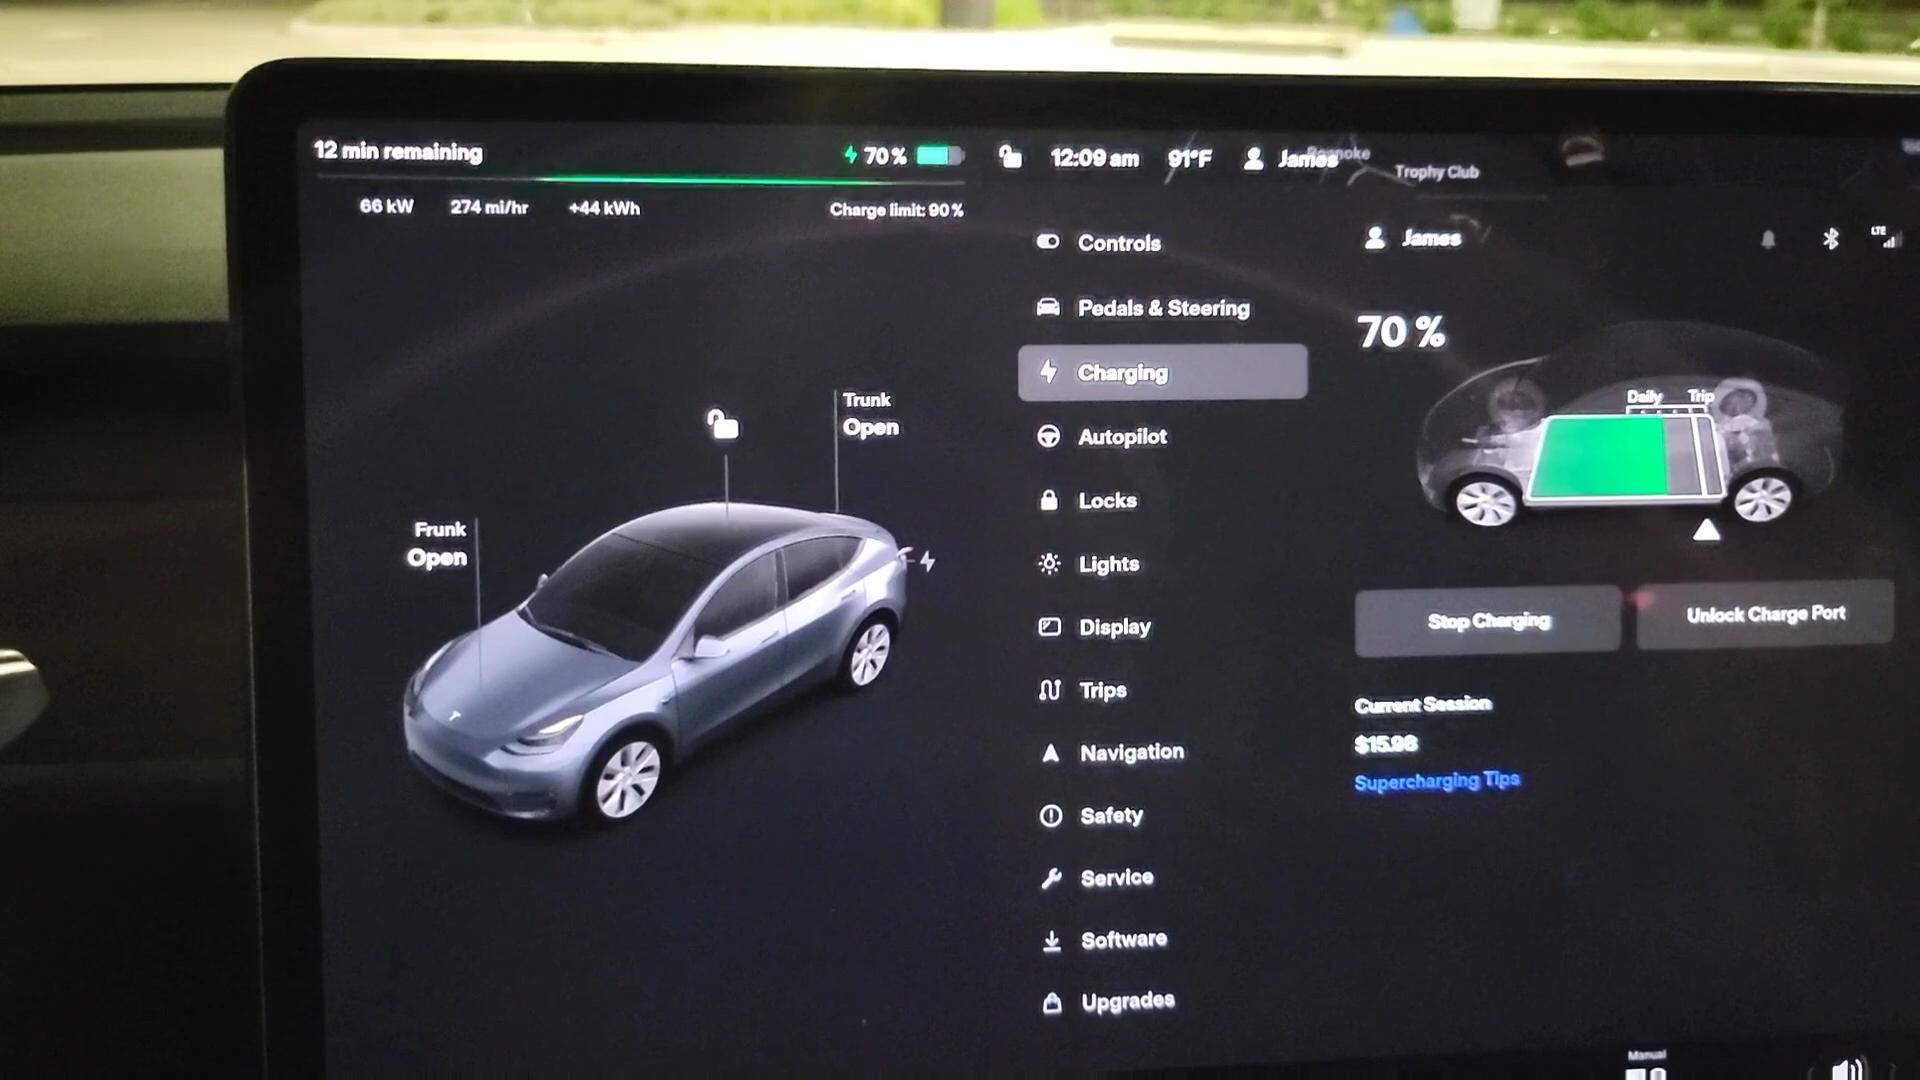 12 min remaining
70 %
66 kW 274 mi/hr +44 kWh
Charge limit: 90 %
12:09 am 91°F James
Roanoke
Trophy Club
Trunk
Open
Frunk
Open
Controls
Pedals & Steering
Charging
Autopilot
Locks
Lights
Display
Trips
Navigation
Safety
Service
Software
Upgrades
James
LTE
70 %
Daily Trip
Stop Charging
Unlock Charge Port
Current Session
$15.98
Supercharging Tips
Manual